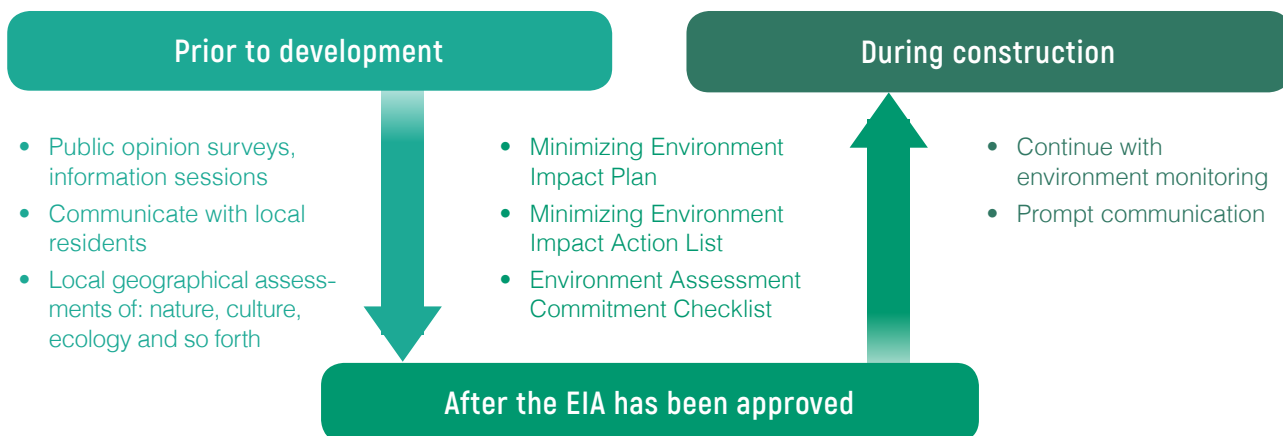 Prior to development
During construction
• Public opinion surveys,
information sessions
• Communicate with local
residents
• Local geographical assess-
ments of: nature, culture,
ecology and so forth
• Minimizing Environment
Impact Plan
• Minimizing Environment
Impact Action List
• Environment Assessment
Commitment Checklist
• Continue with
environment monitoring
• Prompt communication
After the EIA has been approved